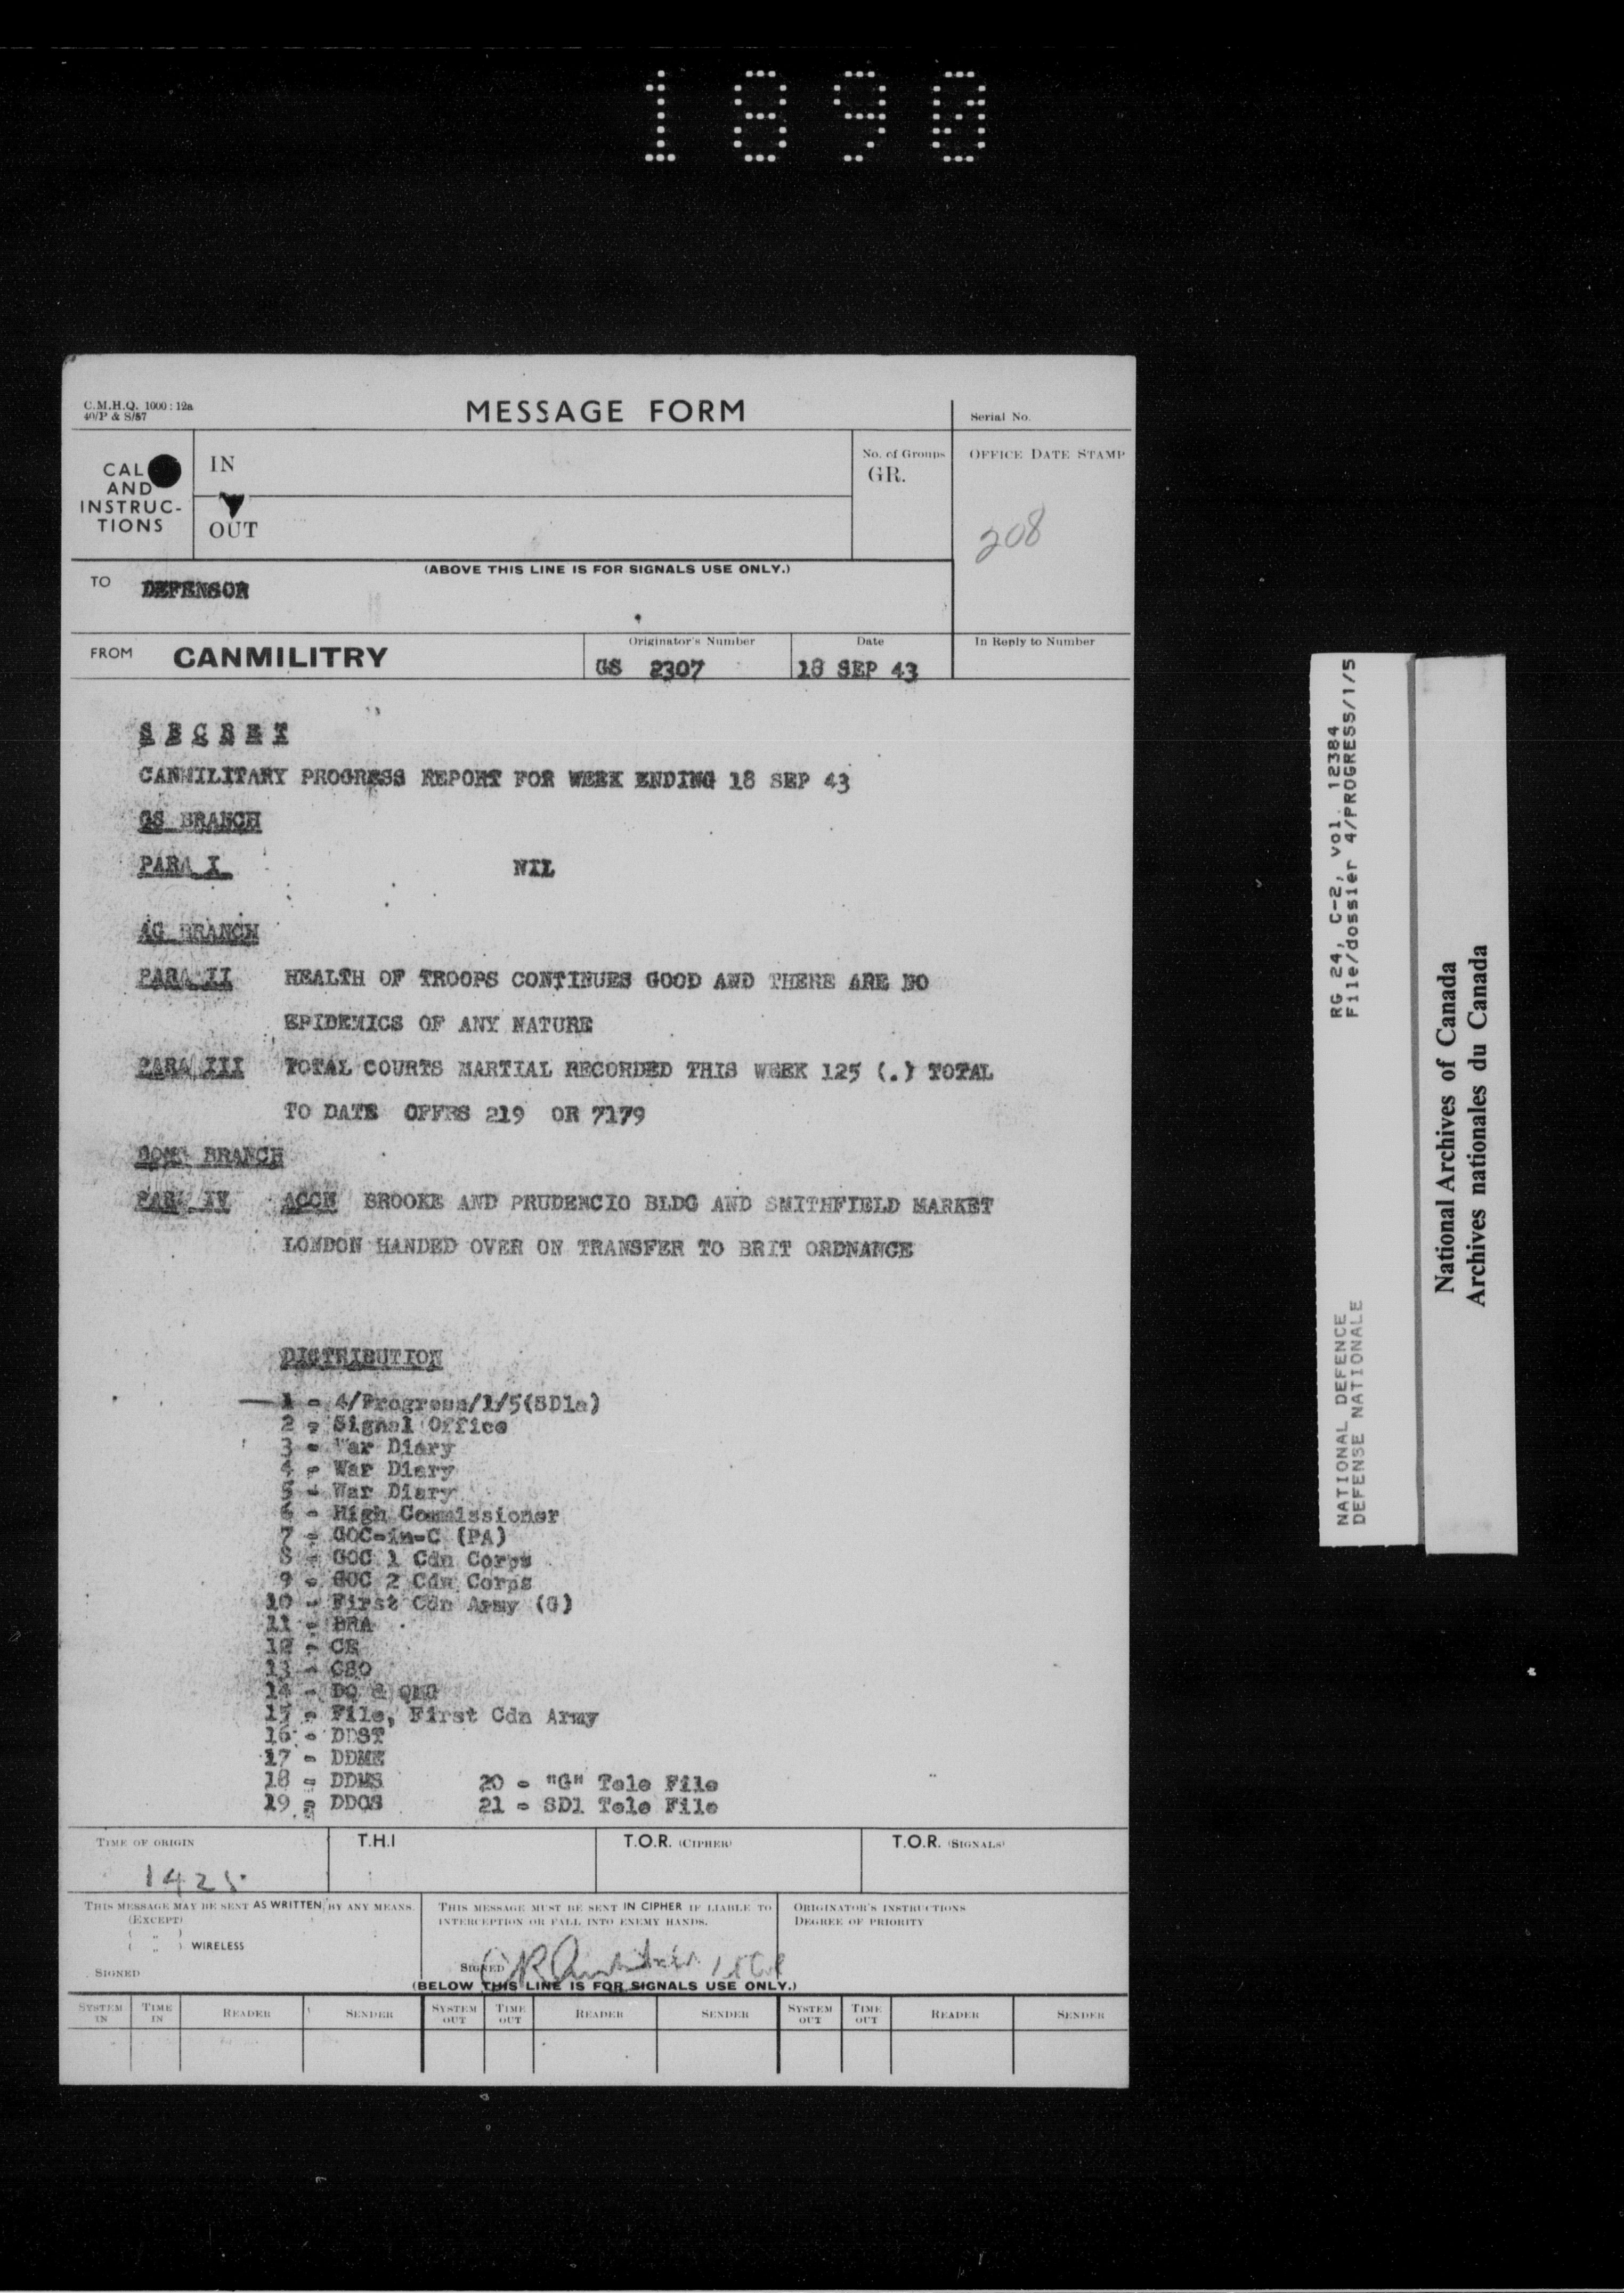 1890
C.M.H.Q. 1000 : 12a
40/P & S/57
MESSAGE FORM
Serial No.
CAL
AND
INSTRUC-
TIONS
IN
OUT
No. of Groups
GR.
OFFICE DATE STAMP
208
(ABOVE THIS LINE IS FOR SIGNALS USE ONLY.)
TO DEFENSOR
FROM CANMILITRY
Originator's Number
GS 2307
Date
18 SEP 43
In Reply to Number
SECRET
CANMILITARY PROGRESS REPORT FOR WEEK ENDING 18 SEP 43
GS BRANCH
PARA I NIL
AG BRANCH
PARA II HEALTH OF TROOPS CONTINUES GOOD AND THERE ARE NO
EPIDEMICS OF ANY NATURE
PARA III TOTAL COURTS MARTIAL RECORDED THIS WEEK 125 (.) TOTAL
TO DATE OFFRS 219 OR 7179
BRANCH
PARA IV ACCN BROOKE AND PRUDENCIO BLDG AND SMITHFIELD MARKET
LONDON HANDED OVER ON TRANSFER TO BRIT ORDNANCE
DISTRIBUTION
1 - 4/Progress/1/5(SD1a)
2 - Signal Office
3 - War Diary
4 - War Diary
5 - War Diary
6 - High Commissioner
7 - GOC-in-C (PA)
8 - GOC 1 Cdn Corps
9 - GOC 2 Cdn Corps
10 - First Cdn Army (G)
11 - BRA
12 - CE
13 - CSO
14 - DQ & QMG
15 - File, First Cdn Army
16 - DDST
17 - DDME
18 - DDMS 20 - "G" Tele File
19 - DDOS 21 - SD1 Tele File
TIME OF ORIGIN
1425
T.H.I
T.O.R. (CIPHER)
T.O.R. (SIGNALS)
THIS MESSAGE MAY BE SENT AS WRITTEN BY ANY MEANS.
(EXCEPT)
( " )
( " ) WIRELESS
SIGNED
THIS MESSAGE MUST BE SENT IN CIPHER IF LIABLE TO
INTERCEPTION OR FALL INTO ENEMY HANDS.
SIGNED
ORIGINATOR'S INSTRUCTIONS
DEGREE OF PRIORITY
(BELOW THIS LINE IS FOR SIGNALS USE ONLY.)
SYSTEM IN TIME IN READER SENDER SYSTEM OUT TIME OUT READER SENDER SYSTEM OUT TIME OUT READER SENDER
RG 24, C-2, vol. 12384
File/dossier 4/PROGRESS/1/5
NATIONAL DEFENCE
DEFENSE NATIONALE
National Archives of Canada
Archives nationales du Canada